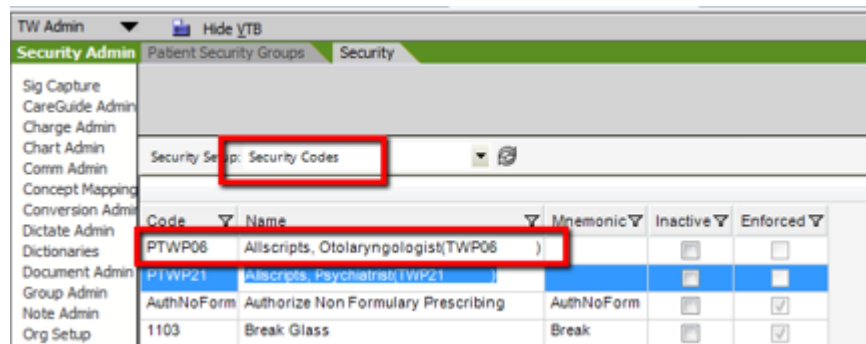 TW Admin Hide VTB
Security Admin Patient Security Groups Security
Sig Capture
CareGuide Admin
Charge Admin
Chart Admin
Comm Admin
Concept Mapping
Conversion Admi
Dictate Admin
Dictionaries
Document Admin
Group Admin
Note Admin
Org Setup
Security Setup: Security Codes
Code Name Mnemonic Inactive Enforced
PTWP06 Allscripts, Otolaryngologist(TWP06 )
PTWP21 Allscripts, Psychiatrist(TWP21 )
AuthNoForm Authorize Non Formulary Prescribing AuthNoForm
1103 Break Glass Break